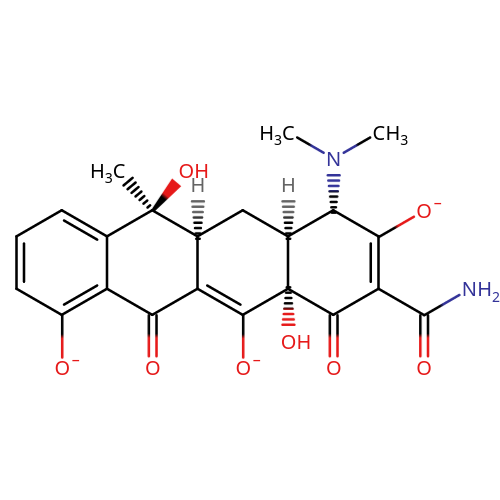 H₃C N CH₃
H₃C OH H H O⁻
NH₂
O⁻ O O⁻ OH O O